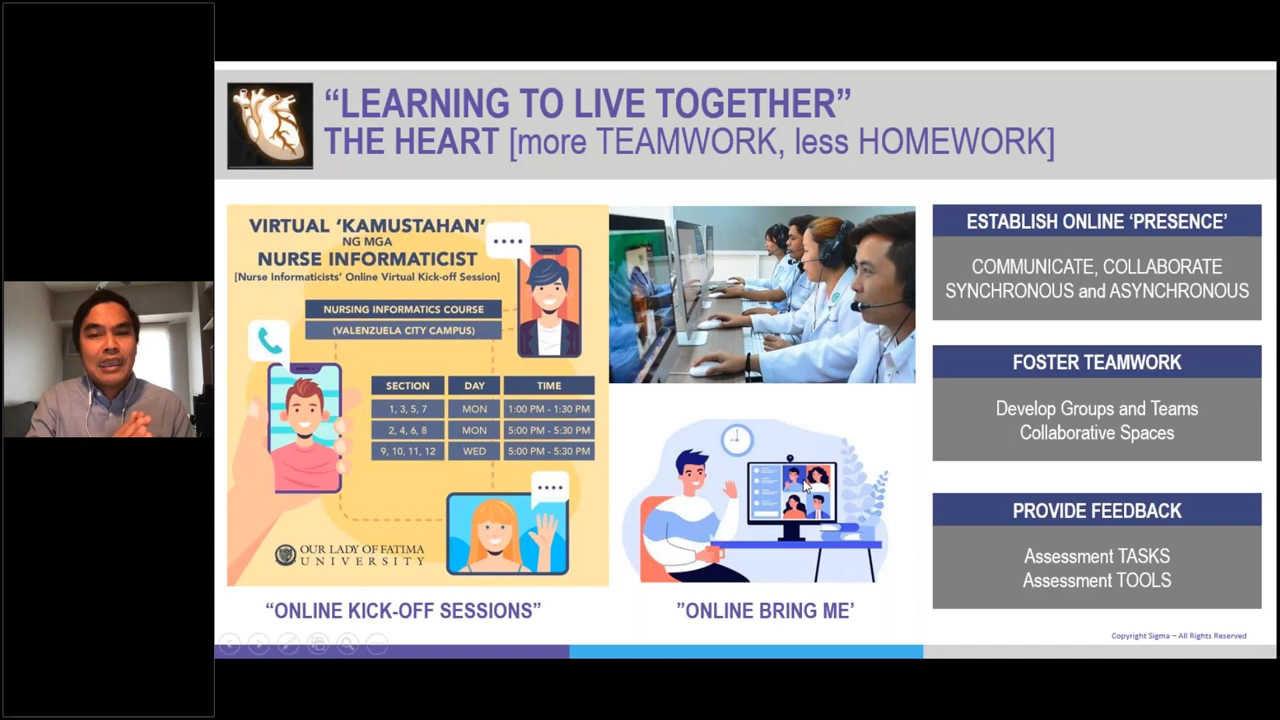 “LEARNING TO LIVE TOGETHER”
THE HEART [more TEAMWORK, less HOMEWORK]
VIRTUAL ‘KAMUSTAHAN’
NG MGA
NURSE INFORMATICIST
[Nurse Informaticists’ Online Virtual Kick-off Session]
NURSING INFORMATICS COURSE
(VALENZUELA CITY CAMPUS)
SECTION DAY TIME
1, 3, 5, 7 MON 1:00 PM - 1:30 PM
2, 4, 6, 8 MON 5:00 PM - 5:30 PM
9, 10, 11, 12 WED 5:00 PM - 5:30 PM
OUR LADY OF FATIMA
UNIVERSITY
“ONLINE KICK-OFF SESSIONS”
”ONLINE BRING ME’
ESTABLISH ONLINE ‘PRESENCE’
COMMUNICATE, COLLABORATE
SYNCHRONOUS and ASYNCHRONOUS
FOSTER TEAMWORK
Develop Groups and Teams
Collaborative Spaces
PROVIDE FEEDBACK
Assessment TASKS
Assessment TOOLS
Copyright Sigma – All Rights Reserved